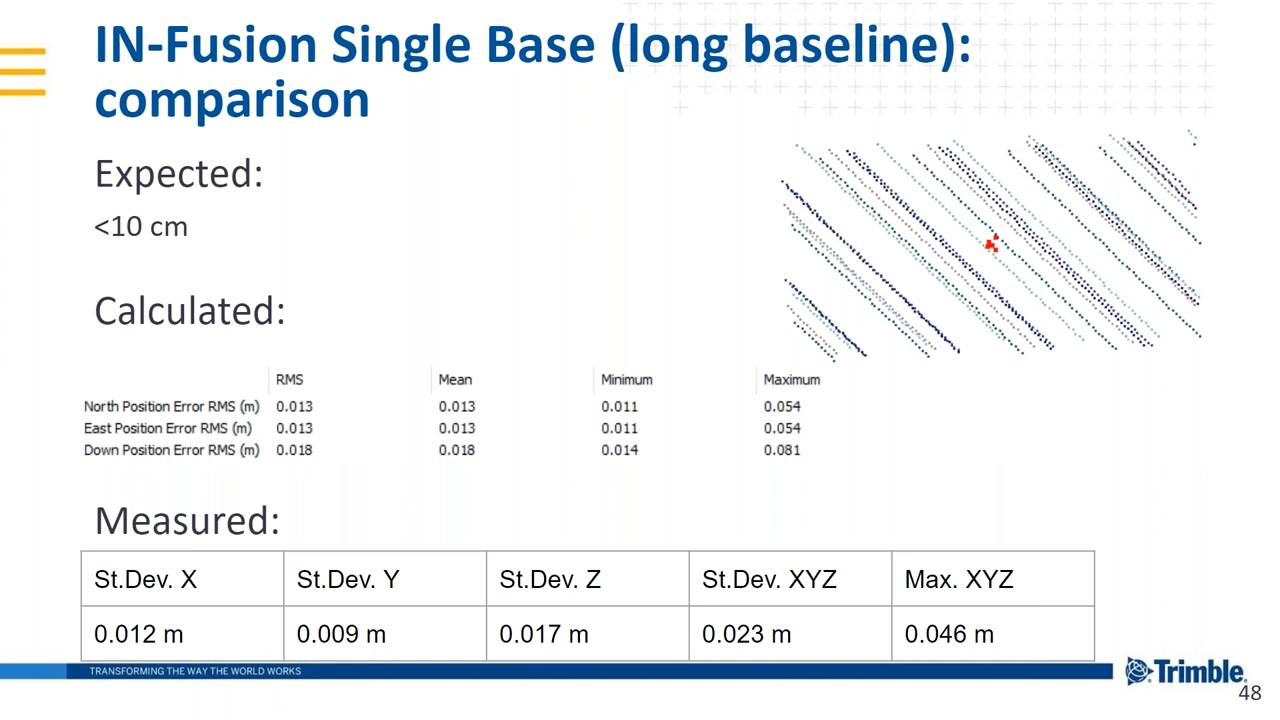 IN-Fusion Single Base (long baseline):
comparison
Expected:
<10 cm
Calculated:
RMS Mean Minimum Maximum
North Position Error RMS (m) 0.013 0.013 0.011 0.054
East Position Error RMS (m) 0.013 0.013 0.011 0.054
Down Position Error RMS (m) 0.018 0.018 0.014 0.081
Measured:
St.Dev. X St.Dev. Y St.Dev. Z St.Dev. XYZ Max. XYZ
0.012 m 0.009 m 0.017 m 0.023 m 0.046 m
TRANSFORMING THE WAY THE WORLD WORKS
Trimble.
48